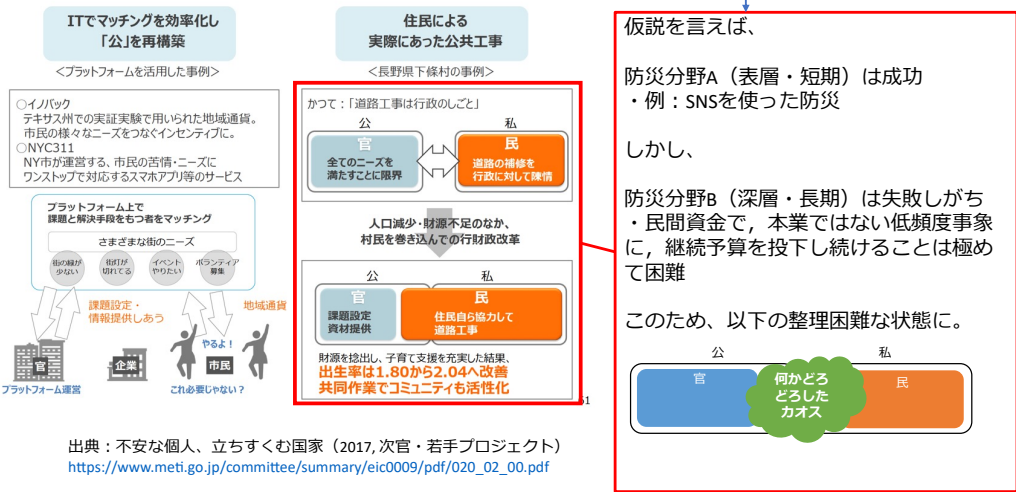 ITでマッチングを効率化し
「公」を再構築
＜プラットフォームを活用した事例＞
○イノバック
テキサス州での実証実験で用いられた地域通貨。
市民の様々なニーズをつなぐインセンティブに。
○NYC311
NY市が運営する、市民の苦情・ニーズに
ワンストップで対応するスマホアプリ等のサービス
プラットフォーム上で
課題と解決手段をもつ者をマッチング
さまざまな街のニーズ
街の緑が
少ない
街灯が
切れてる
イベント
やりたい
ボランティア
募集
課題設定・
情報提供しあう
地域通貨
やるよ！
官
企業
市民
プラットフォーム運営
これ必要じゃない？
住民による
実際にあった公共工事
＜長野県下條村の事例＞
かつて：「道路工事は行政のしごと」
公
私
官
全てのニーズを
満たすことに限界
民
道路の補修を
行政に対して陳情
人口減少・財源不足のなか、
村民を巻き込んでの行財政改革
公
私
官
課題設定
資材提供
民
住民自ら協力して
道路工事
財源を捻出し、子育て支援を充実した結果、
出生率は1.80から2.04へ改善
共同作業でコミュニティも活性化
51
出典：不安な個人、立ちすくむ国家（2017, 次官・若手プロジェクト）
https://www.meti.go.jp/committee/summary/eic0009/pdf/020_02_00.pdf
仮説を言えば、
防災分野A（表層・短期）は成功
・例：SNSを使った防災
しかし、
防災分野B（深層・長期）は失敗しがち
・民間資金で，本業ではない低頻度事象
に，継続予算を投下し続けることは極め
て困難
このため、以下の整理困難な状態に。
公
私
官
何かどろ
どろした
カオス
民